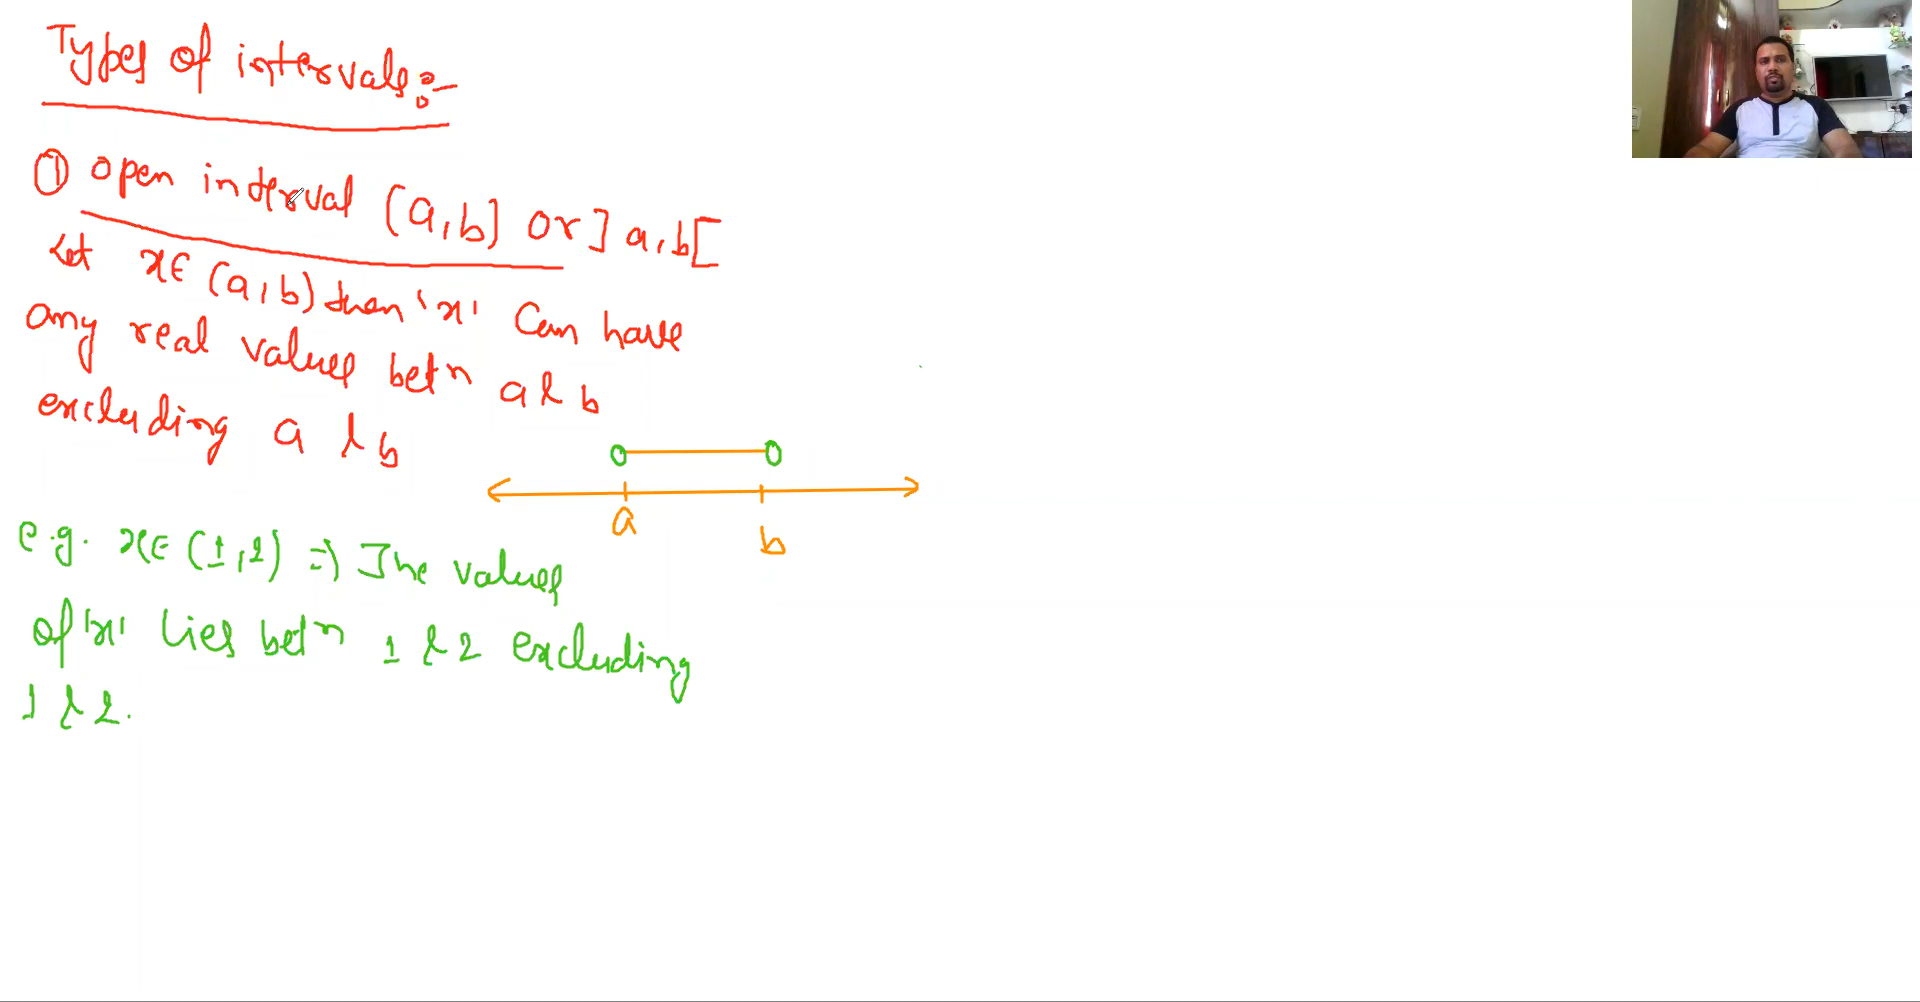 Types of intervals:-
① open interval (a,b) or ]a,b[
Let x∈(a,b) then 'x' can have
any real values betn a & b
excluding a & b
a b
e.g. x∈(1,2) ⇒ The values
of 'x' lies betn 1 & 2 excluding
1 & 2.